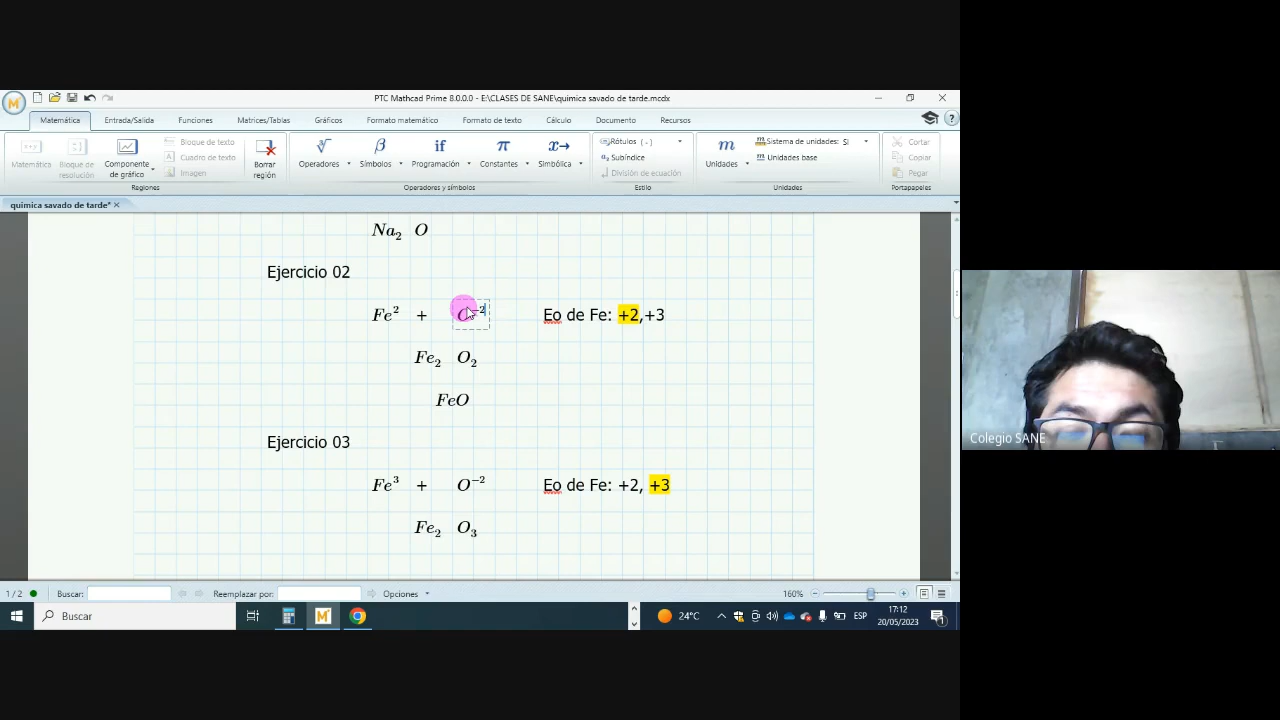 PTC Mathcad Prime 8.0.0.0 - E:\CLASES DE SANE\quimica savado de tarde.mcdx
Matemática Entrada/Salida Funciones Matrices/Tablas Gráficos Formato matemático Formato de texto Cálculo Documento Recursos
Matemática
Bloque de resolución
Componente de gráfico
Bloque de texto
Cuadro de texto
Imagen
Borrar región
Regiones
Operadores
Símbolos
if
Programación
π
Constantes
Simbólica
Operadores y símbolos
Rótulos ( - )
Subíndice
División de ecuación
Estilo
Unidades
Sistema de unidades: SI
Unidades base
Unidades
Cortar
Copiar
Pegar
Portapapeles
quimica savado de tarde*
Na₂ O
Ejercicio 02
Fe² + O⁻² Eo de Fe: +2,+3
Fe₂ O₂
FeO
Ejercicio 03
Fe³ + O⁻² Eo de Fe: +2, +3
Fe₂ O₃
Colegio SANE
1 / 2 Buscar: Reemplazar por: Opciones 160%
Buscar 24°C ESP 17:12
20/05/2023